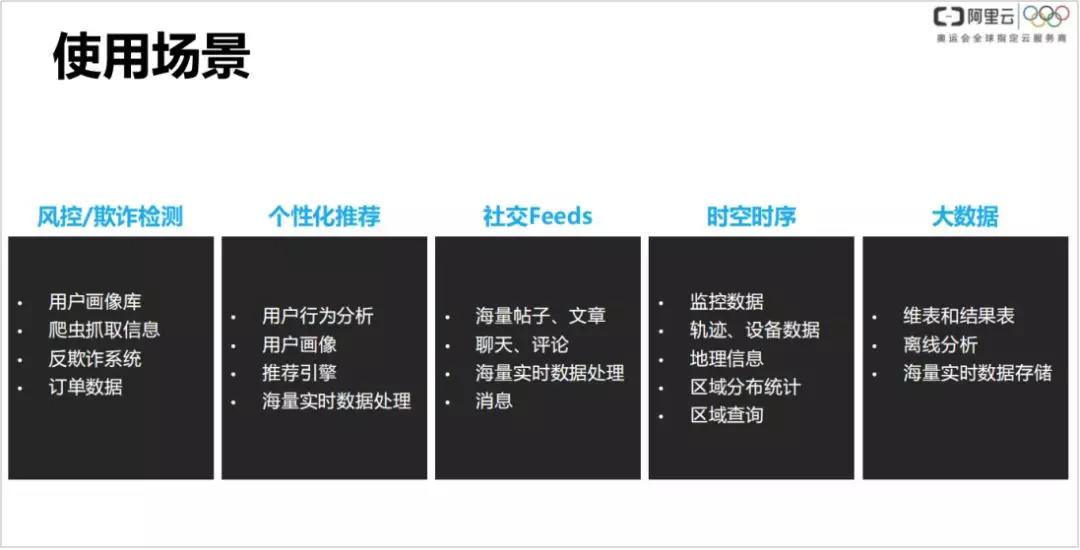 阿里云
奥运会全球指定云服务商
使用场景
风控/欺诈检测
• 用户画像库
• 爬虫抓取信息
• 反欺诈系统
• 订单数据
个性化推荐
• 用户行为分析
• 用户画像
• 推荐引擎
• 海量实时数据处理
社交Feeds
• 海量帖子、文章
• 聊天、评论
• 海量实时数据处理
• 消息
时空时序
• 监控数据
• 轨迹、设备数据
• 地理信息
• 区域分布统计
• 区域查询
大数据
• 维表和结果表
• 离线分析
• 海量实时数据存储